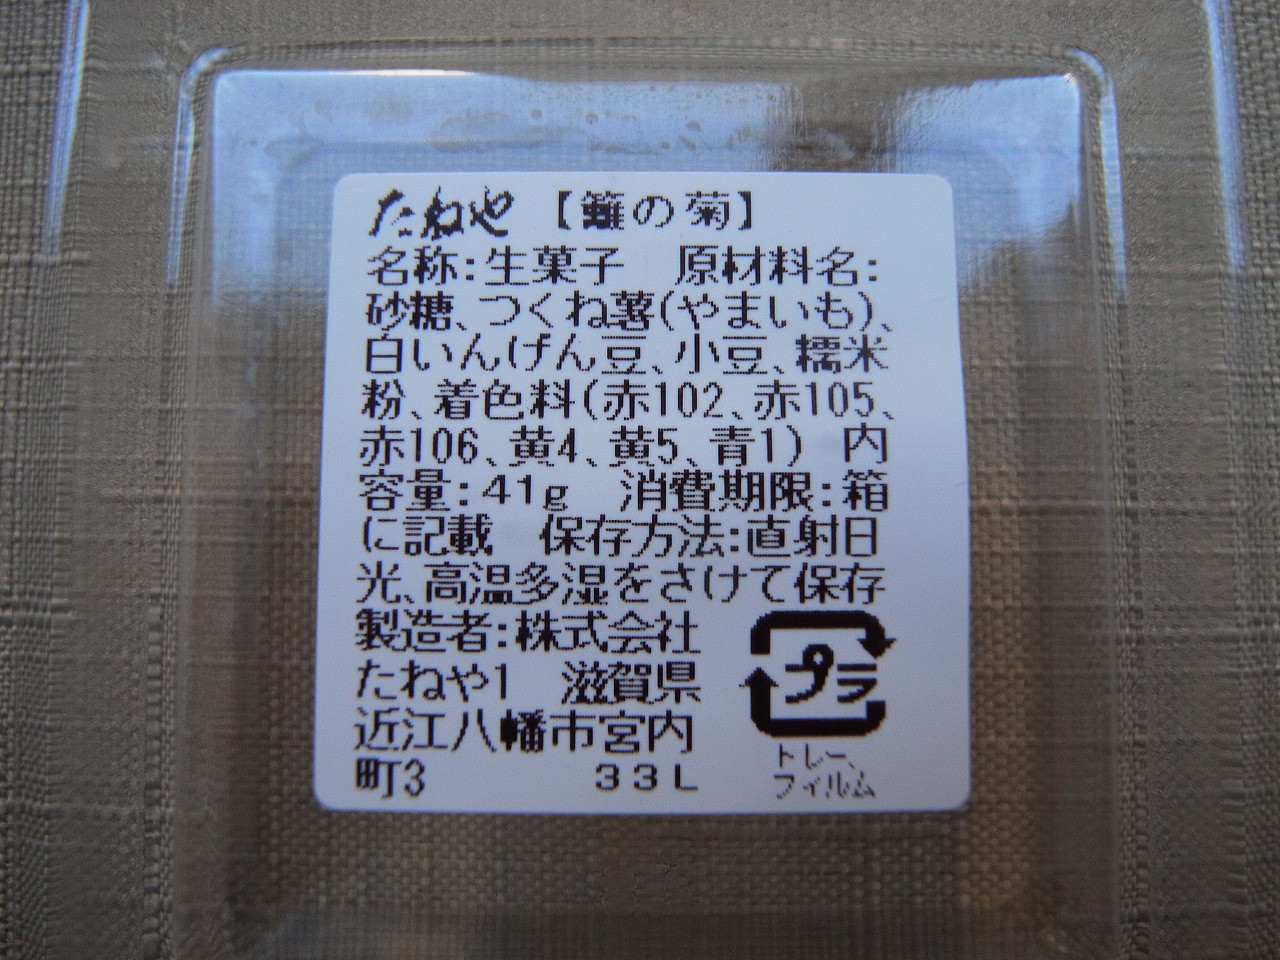 たねや 【籬の菊】
名称:生菓子 原材料名:
砂糖、つくね薯(やまいも)、
白いんげん豆、小豆、糯米
粉、着色料(赤102、赤105、
赤106、黄4、黄5、青1) 内
容量:41g 消費期限:箱
に記載 保存方法:直射日
光、高温多湿をさけて保存
製造者:株式会社
たねや1 滋賀県
近江八幡市宮内
町3 33L
プラ
トレー、
フィルム